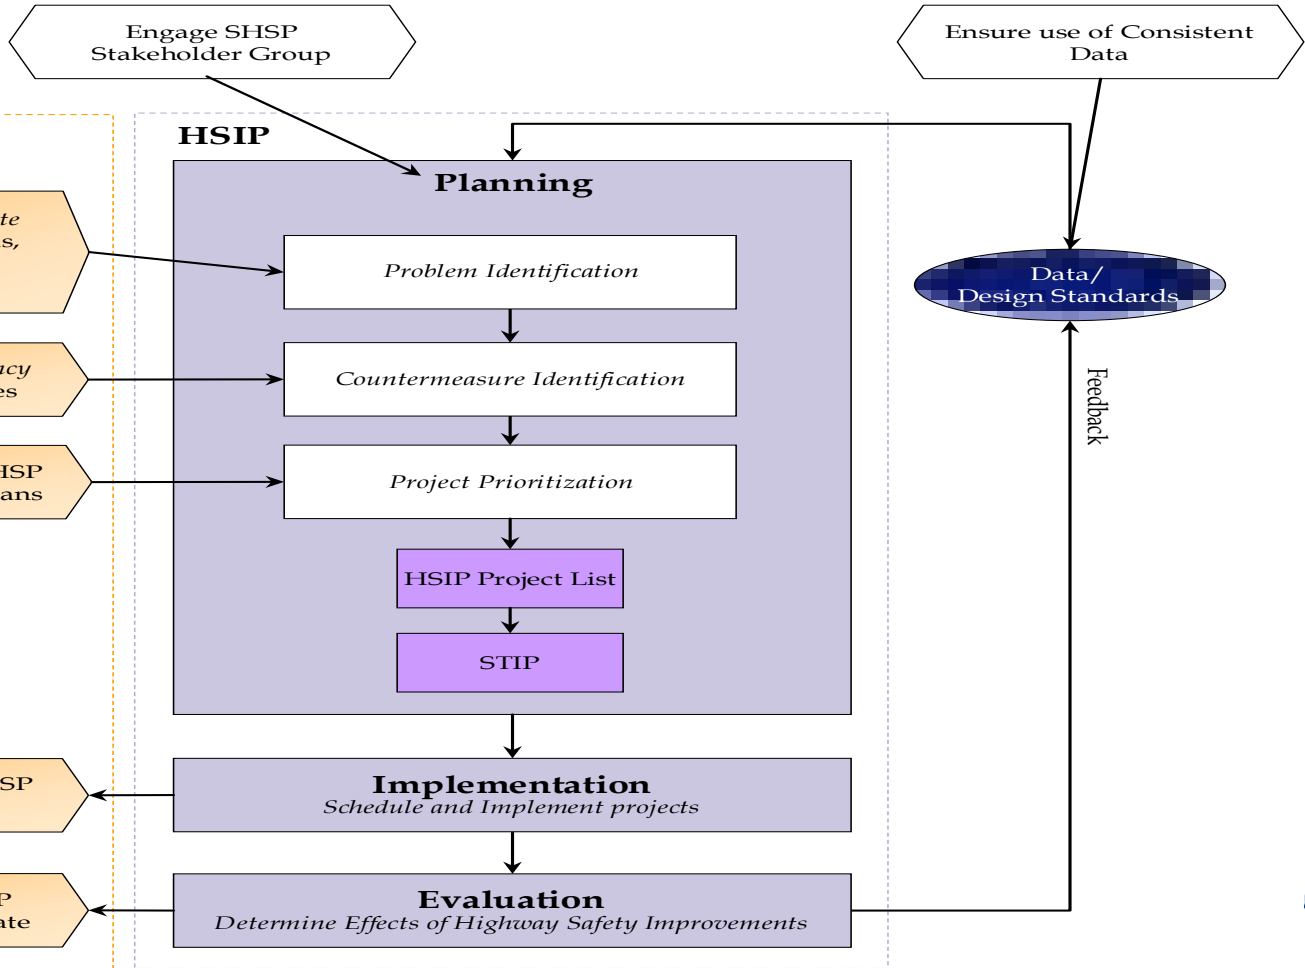 Engage SHSP
Stakeholder Group
Ensure use of Consistent
Data
HSIP
Planning
Problem Identification
Countermeasure Identification
Project Prioritization
HSIP Project List
STIP
Implementation
Schedule and Implement projects
Evaluation
Determine Effects of Highway Safety Improvements
Data/
Design Standards
Feedback